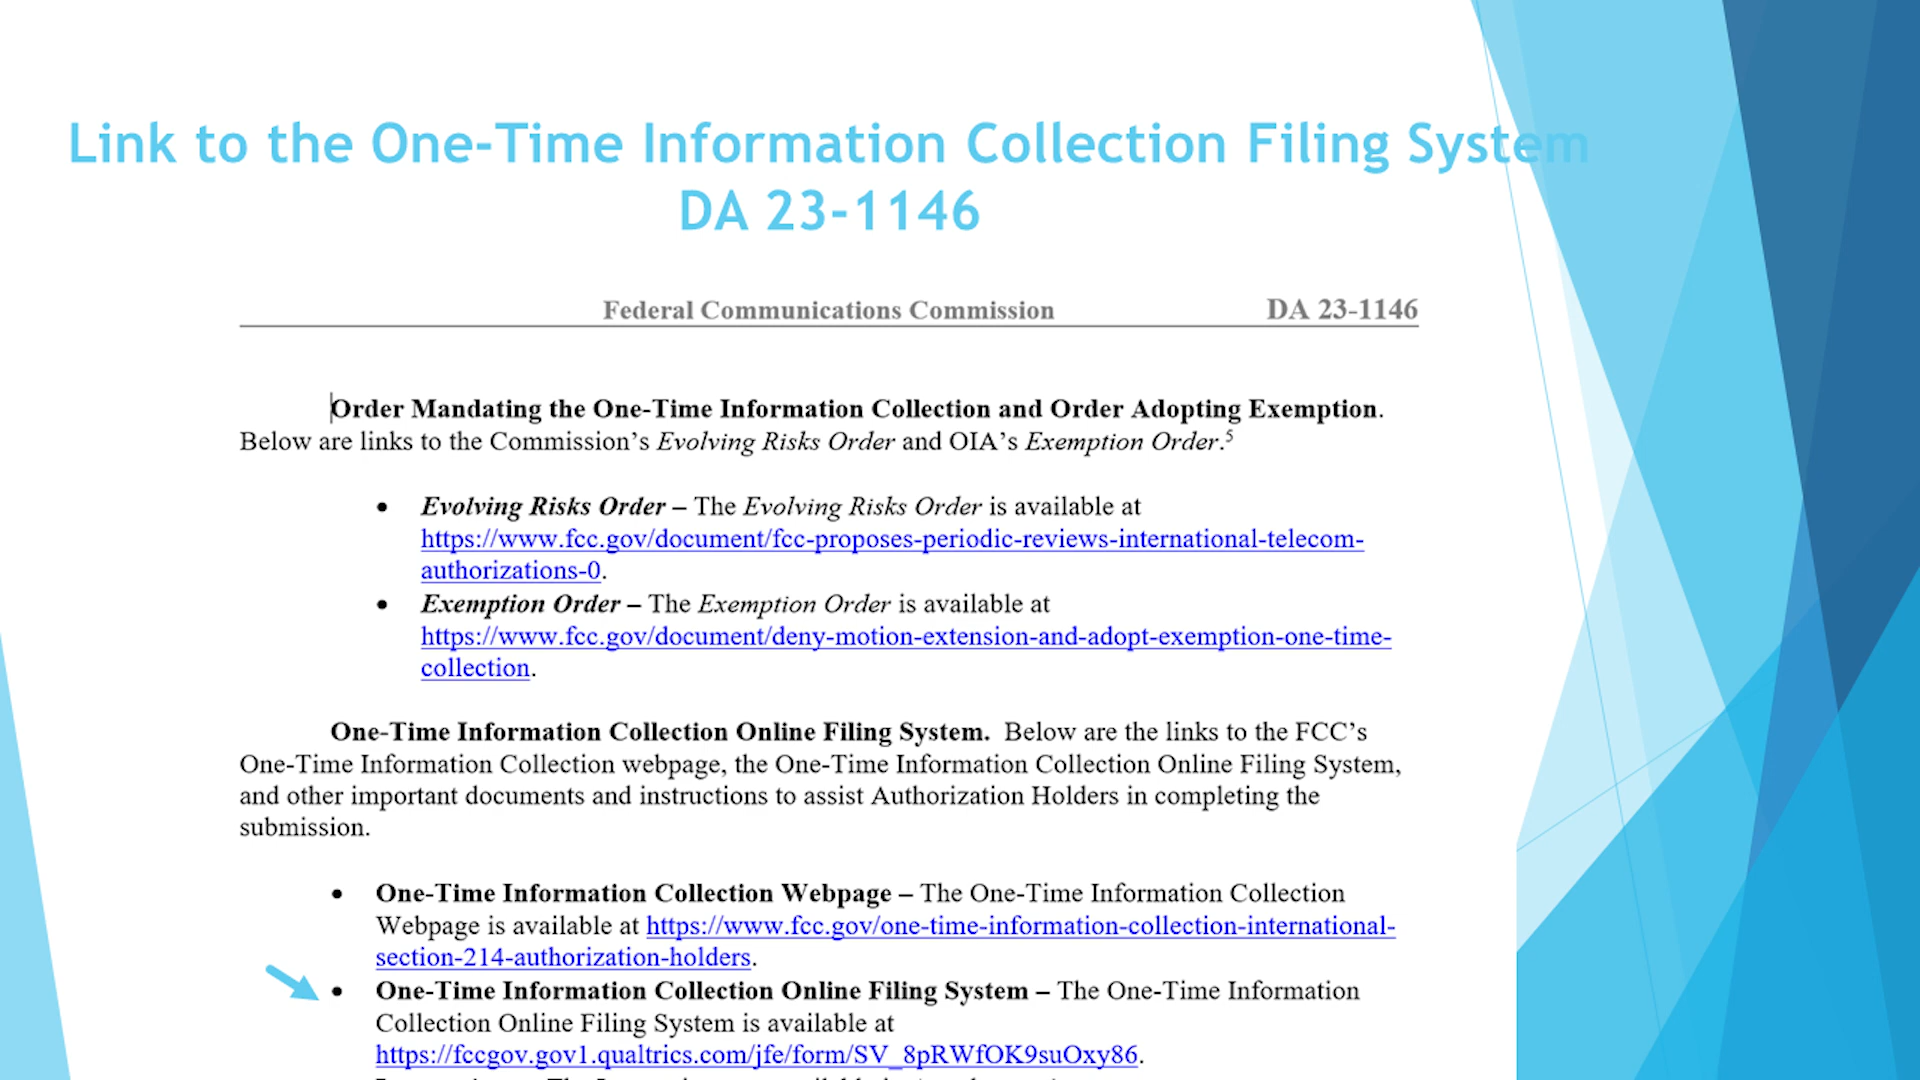 Link to the One-Time Information Collection Filing System
DA 23-1146
Federal Communications Commission DA 23-1146
Order Mandating the One-Time Information Collection and Order Adopting Exemption.
Below are links to the Commission’s Evolving Risks Order and OIA’s Exemption Order.5
• Evolving Risks Order – The Evolving Risks Order is available at
https://www.fcc.gov/document/fcc-proposes-periodic-reviews-international-telecom-
authorizations-0.
• Exemption Order – The Exemption Order is available at
https://www.fcc.gov/document/deny-motion-extension-and-adopt-exemption-one-time-
collection.
One-Time Information Collection Online Filing System. Below are the links to the FCC’s
One-Time Information Collection webpage, the One-Time Information Collection Online Filing System,
and other important documents and instructions to assist Authorization Holders in completing the
submission.
• One-Time Information Collection Webpage – The One-Time Information Collection
Webpage is available at https://www.fcc.gov/one-time-information-collection-international-
section-214-authorization-holders.
• One-Time Information Collection Online Filing System – The One-Time Information
Collection Online Filing System is available at
https://fccgov.gov1.qualtrics.com/jfe/form/SV_8pRWfOK9suOxy86.